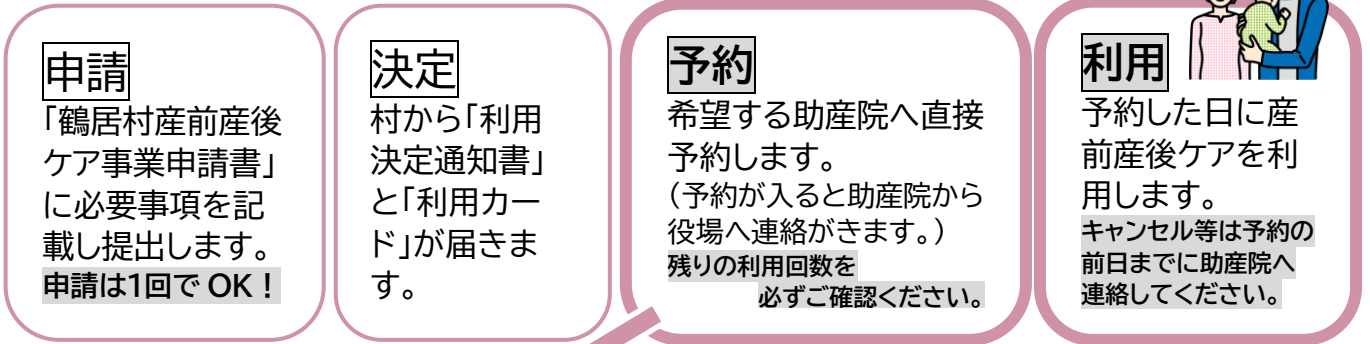 申請
「鶴居村産前産後
ケア事業申請書」
に必要事項を記
載し提出します。
申請は1回でOK!
決定
村から「利用
決定通知書」
と「利用カー
ド」が届きま
す。
予約
希望する助産院へ直接
予約します。
(予約が入ると助産院から
役場へ連絡がきます。)
残りの利用回数を
必ずご確認ください。
利用
予約した日に産
前産後ケアを利
用します。
キャンセル等は予約の
前日までに助産院へ
連絡してください。